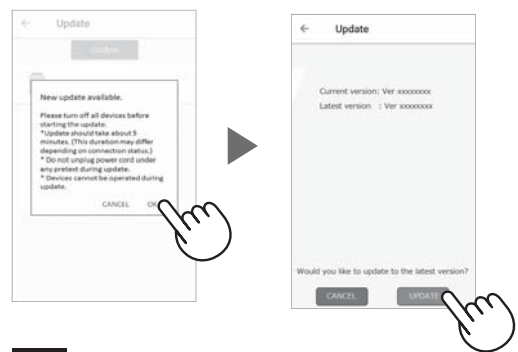 Update
Confirm
New update available.
Please turn off all devices before
starting the update.
*Update should take about 5
minutes. (This duration may differ
depending on connection status.)
* Do not unplug power cord under
any pretext during update.
* Devices cannot be operated during
update.
CANCEL
Update
Current version: Ver xxxxxxxx
Latest version : Ver xxxxxxxx
Would you like to update to the latest version?
CANCEL UPDATE